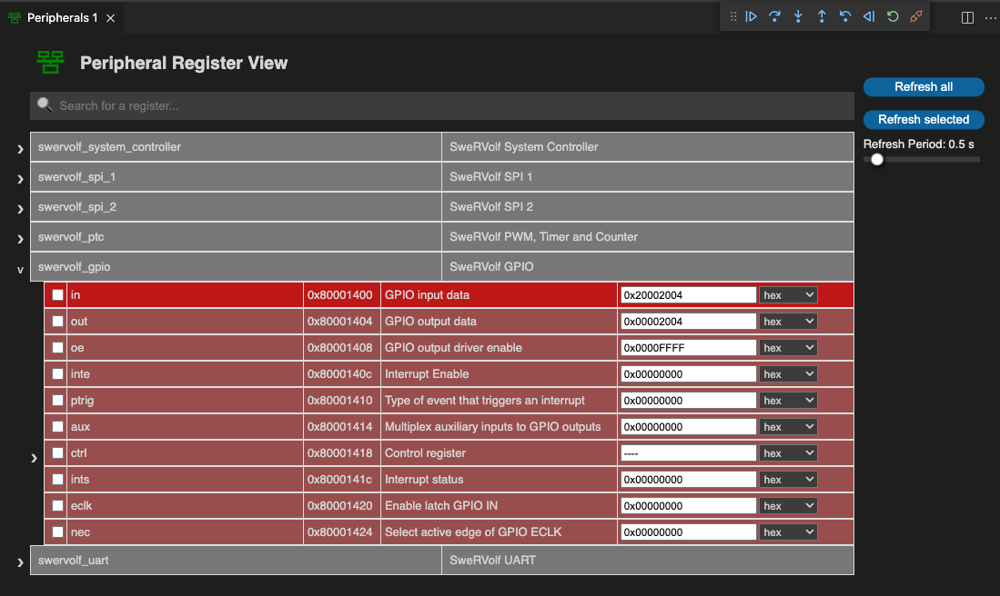 Peripherals 1
Peripheral Register View
Search for a register...
Refresh all
Refresh selected
Refresh Period: 0.5 s
swervolf_system_controller SweRVolf System Controller
swervolf_spi_1 SweRVolf SPI 1
swervolf_spi_2 SweRVolf SPI 2
swervolf_ptc SweRVolf PWM, Timer and Counter
swervolf_gpio SweRVolf GPIO
in 0x80001400 GPIO input data 0x20002004 hex
out 0x80001404 GPIO output data 0x00002004 hex
oe 0x80001408 GPIO output driver enable 0x0000FFFF hex
inte 0x8000140c Interrupt Enable 0x00000000 hex
ptrig 0x80001410 Type of event that triggers an interrupt 0x00000000 hex
aux 0x80001414 Multiplex auxiliary inputs to GPIO outputs 0x00000000 hex
ctrl 0x80001418 Control register ---- hex
ints 0x8000141c Interrupt status 0x00000000 hex
eclk 0x80001420 Enable latch GPIO IN 0x00000000 hex
nec 0x80001424 Select active edge of GPIO ECLK 0x00000000 hex
swervolf_uart SweRVolf UART